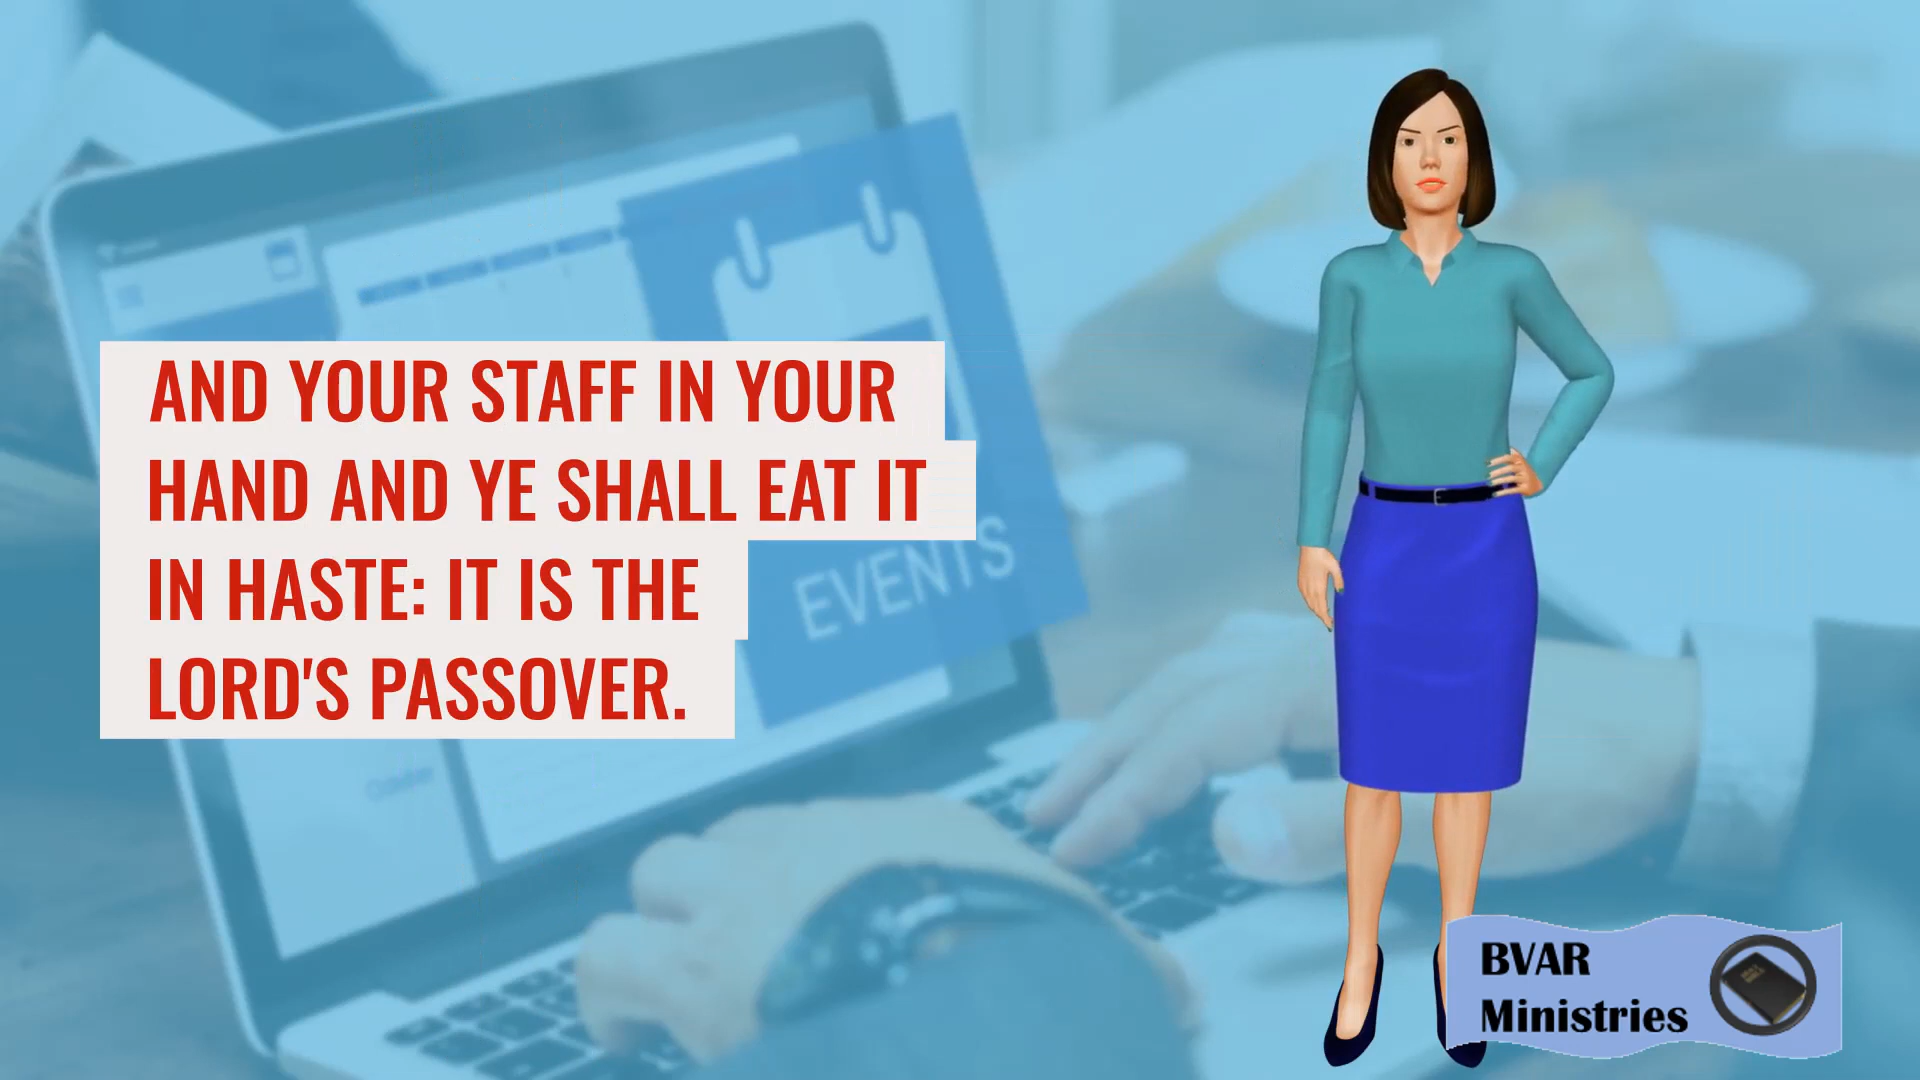 AND YOUR STAFF IN YOUR
HAND AND YE SHALL EAT IT
IN HASTE: IT IS THE
LORD'S PASSOVER.
EVENTS
BVAR
Ministries